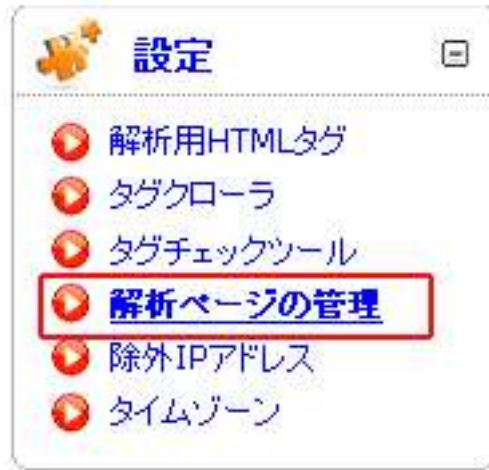 設定
解析用HTMLタグ
タグクローラ
タグチェックツール
解析ページの管理
除外IPアドレス
タイムゾーン